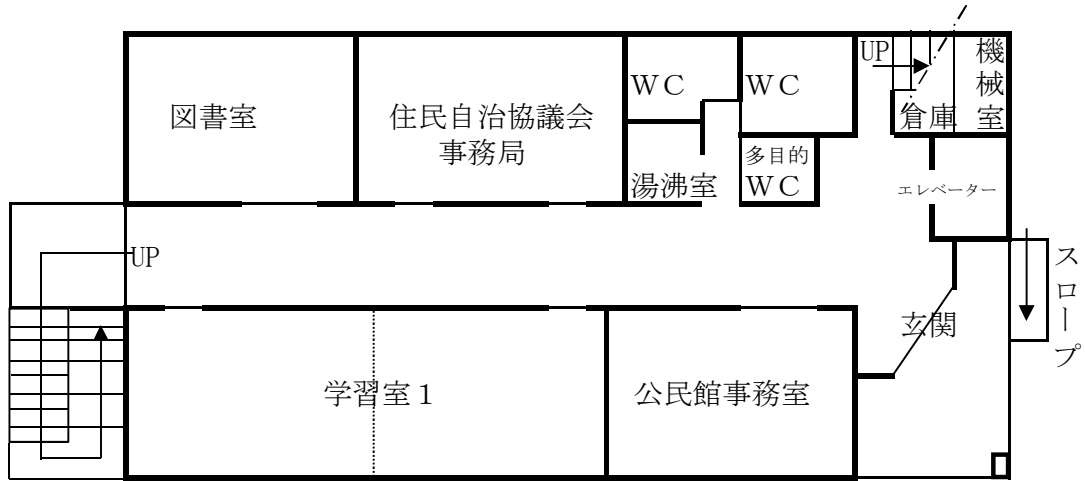 UP
機械室
ＷＣ
ＷＣ
図書室
住民自治協議会
事務局
倉庫
多目的
ＷＣ
湯沸室
エレベーター
UP
スロープ
玄関
学習室１
公民館事務室